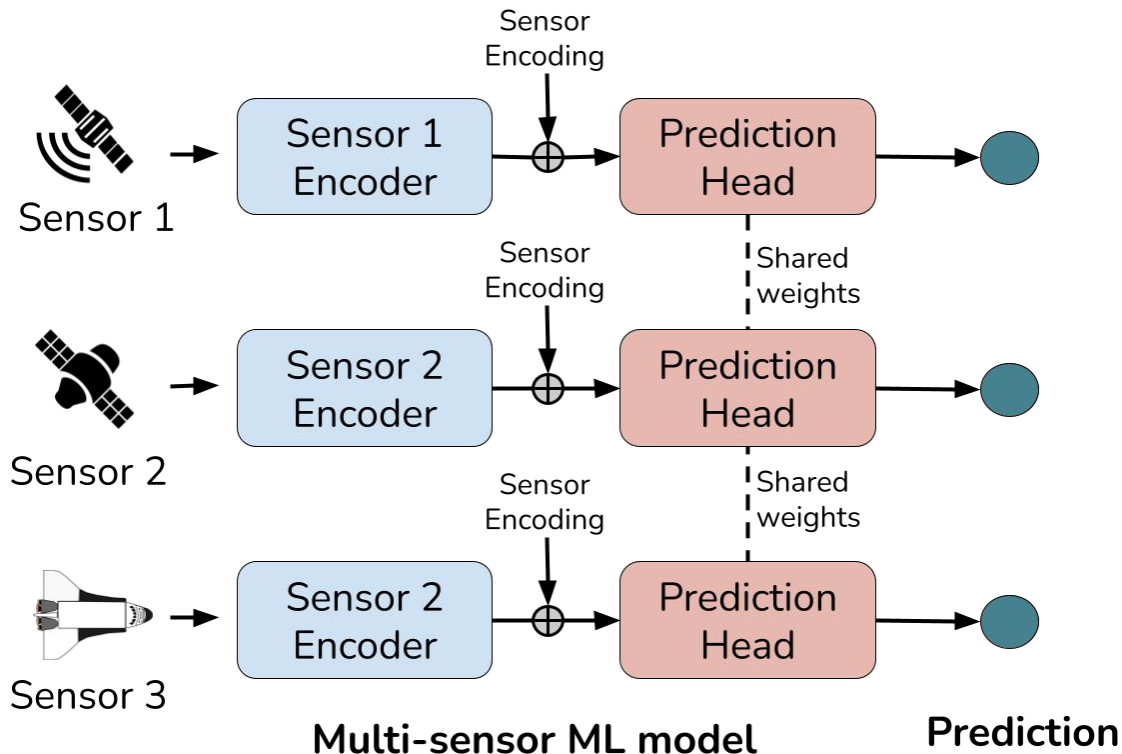 Sensor
Encoding
Sensor 1
Encoder
Prediction
Head
Sensor 1
Sensor
Encoding
Shared
weights
Sensor 2
Encoder
Prediction
Head
Sensor 2
Sensor
Encoding
Shared
weights
Sensor 2
Encoder
Prediction
Head
Sensor 3
Multi-sensor ML model
Prediction